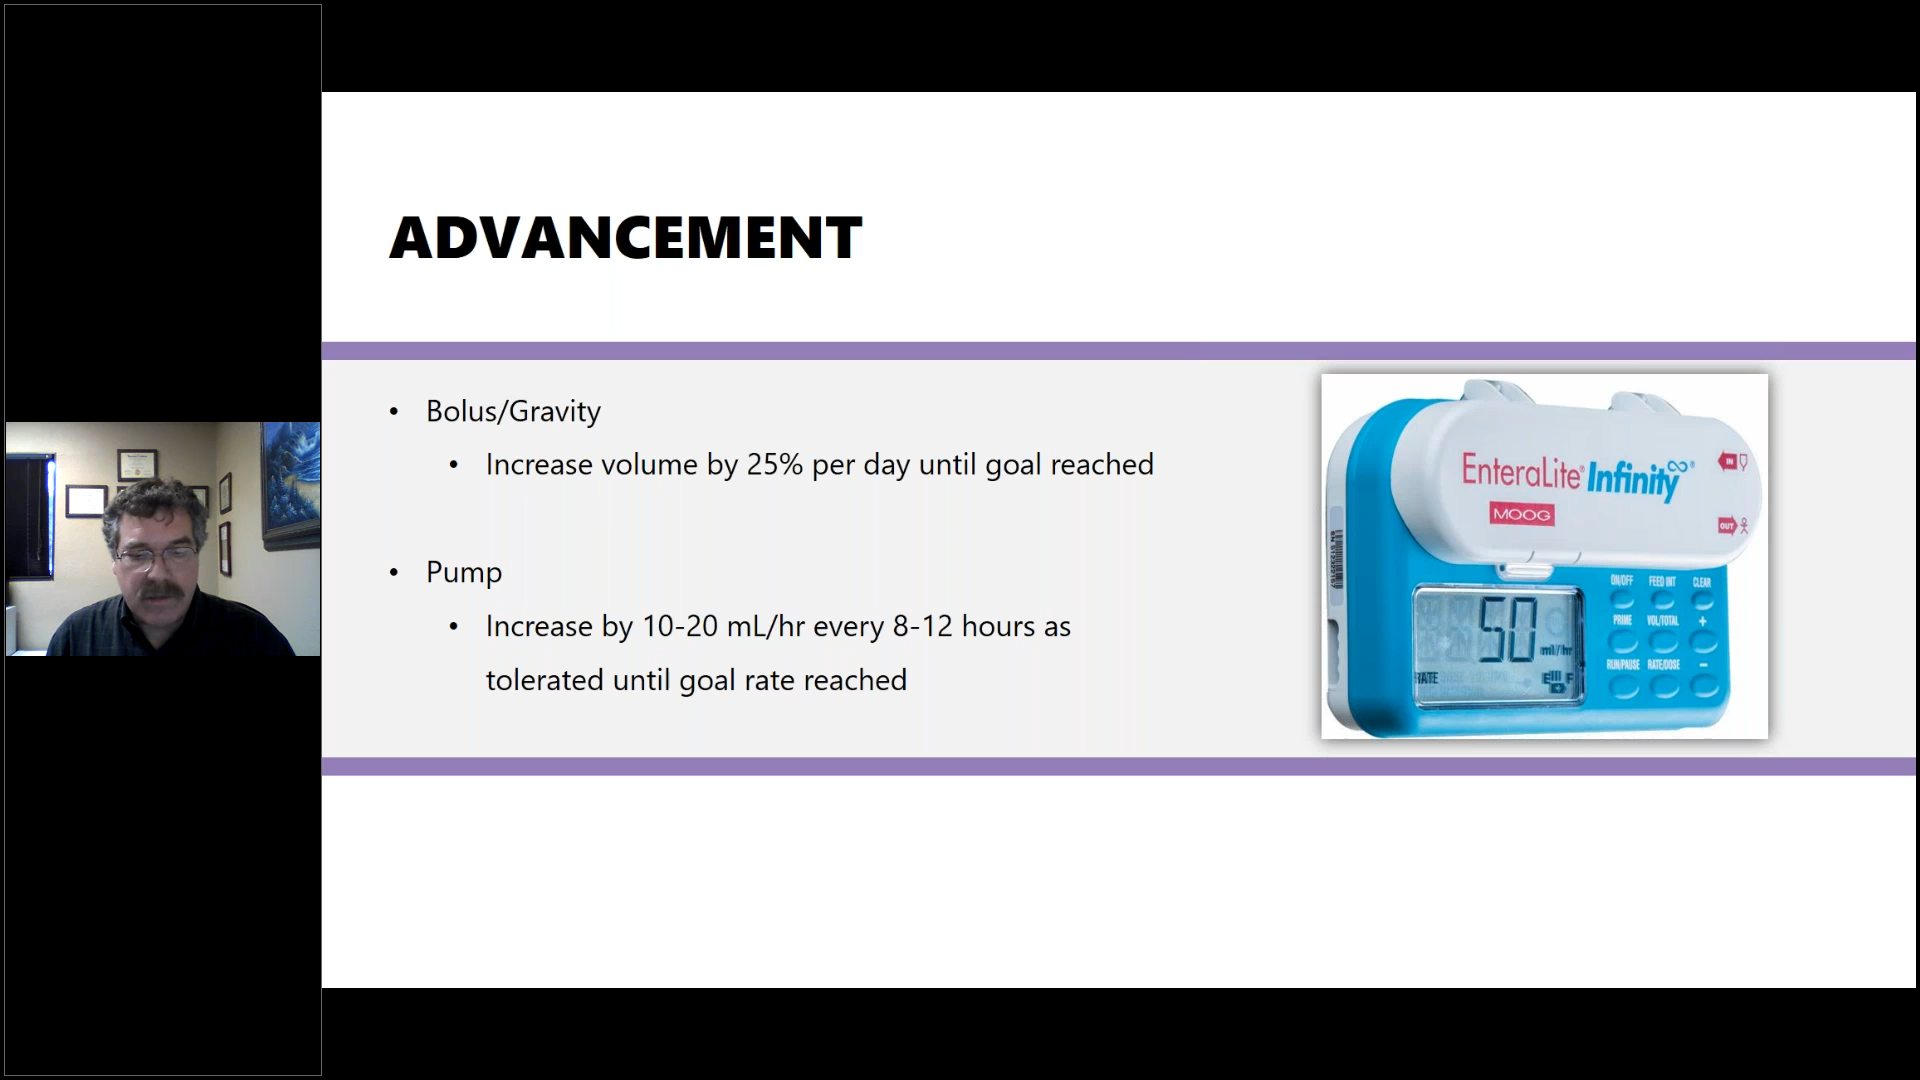 ADVANCEMENT
• Bolus/Gravity
• Increase volume by 25% per day until goal reached
• Pump
• Increase by 10-20 mL/hr every 8-12 hours as
tolerated until goal rate reached
EnteraLite® Infinity®
MOOG
IN
OUT
ON/OFF FEED INT CLEAR
PRIME VOL/TOTAL +
RUN/PAUSE RATE/DOSE −
50
ml/hr
RATE
E F